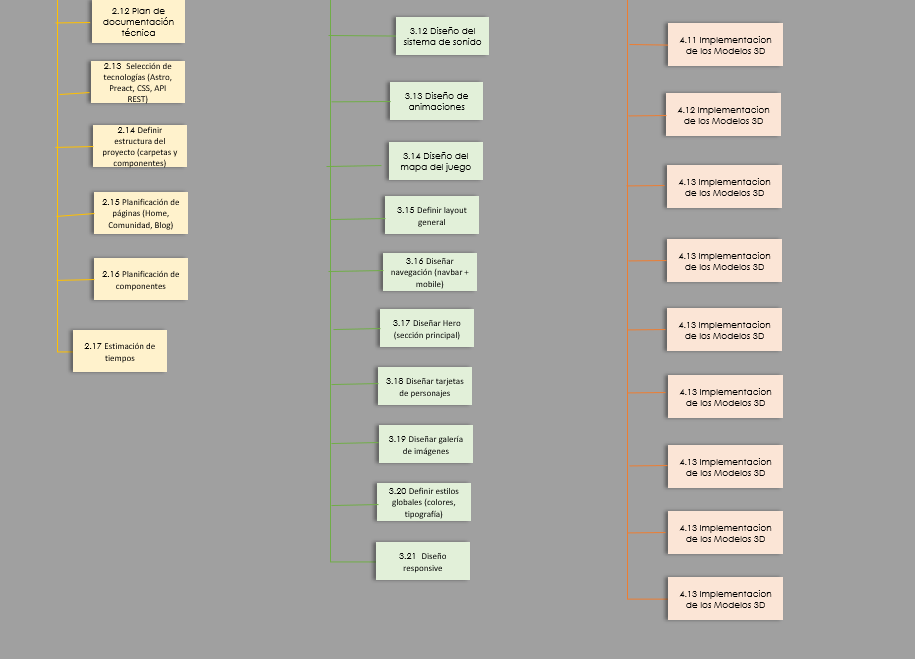 2.12 Plan de
documentación
técnica
2.13 Selección de
tecnologías (Astro,
Preact, CSS, API
REST)
2.14 Definir
estructura del
proyecto (carpetas y
componentes)
2.15 Planificación de
páginas (Home,
Comunidad, Blog)
2.16 Planificación de
componentes
2.17 Estimación de
tiempos
3.12 Diseño del
sistema de sonido
3.13 Diseño de
animaciones
3.14 Diseño del
mapa del juego
3.15 Definir layout
general
3.16 Diseñar
navegación (navbar +
mobile)
3.17 Diseñar Hero
(sección principal)
3.18 Diseñar tarjetas
de personajes
3.19 Diseñar galería
de imágenes
3.20 Definir estilos
globales (colores,
tipografía)
3.21 Diseño
responsive
4.11 Implementacion
de los Modelos 3D
4.12 Implementacion
de los Modelos 3D
4.13 Implementacion
de los Modelos 3D
4.13 Implementacion
de los Modelos 3D
4.13 Implementacion
de los Modelos 3D
4.13 Implementacion
de los Modelos 3D
4.13 Implementacion
de los Modelos 3D
4.13 Implementacion
de los Modelos 3D
4.13 Implementacion
de los Modelos 3D